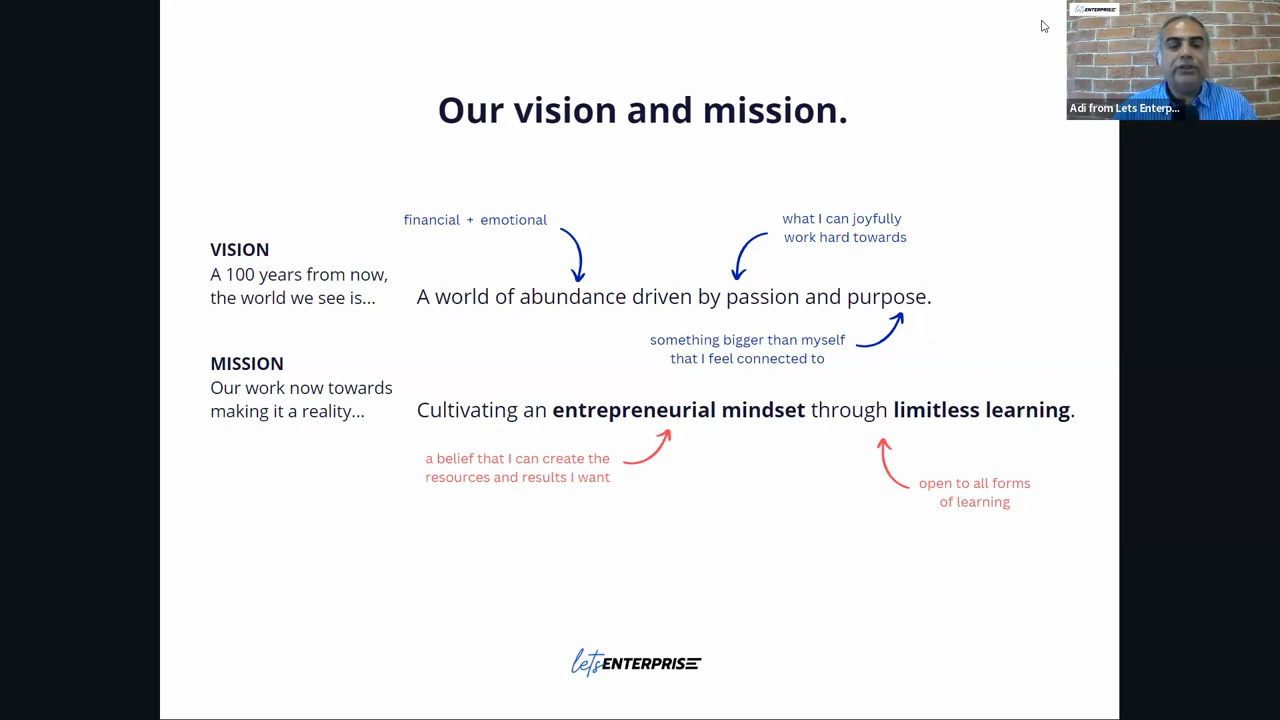 letsENTERPRISE
Adi from Lets Enterp...
Our vision and mission.
financial + emotional
what I can joyfully
work hard towards
VISION
A 100 years from now,
the world we see is...
A world of abundance driven by passion and purpose.
something bigger than myself
that I feel connected to
MISSION
Our work now towards
making it a reality...
Cultivating an entrepreneurial mindset through limitless learning.
a belief that I can create the
resources and results I want
open to all forms
of learning
letsENTERPRISE